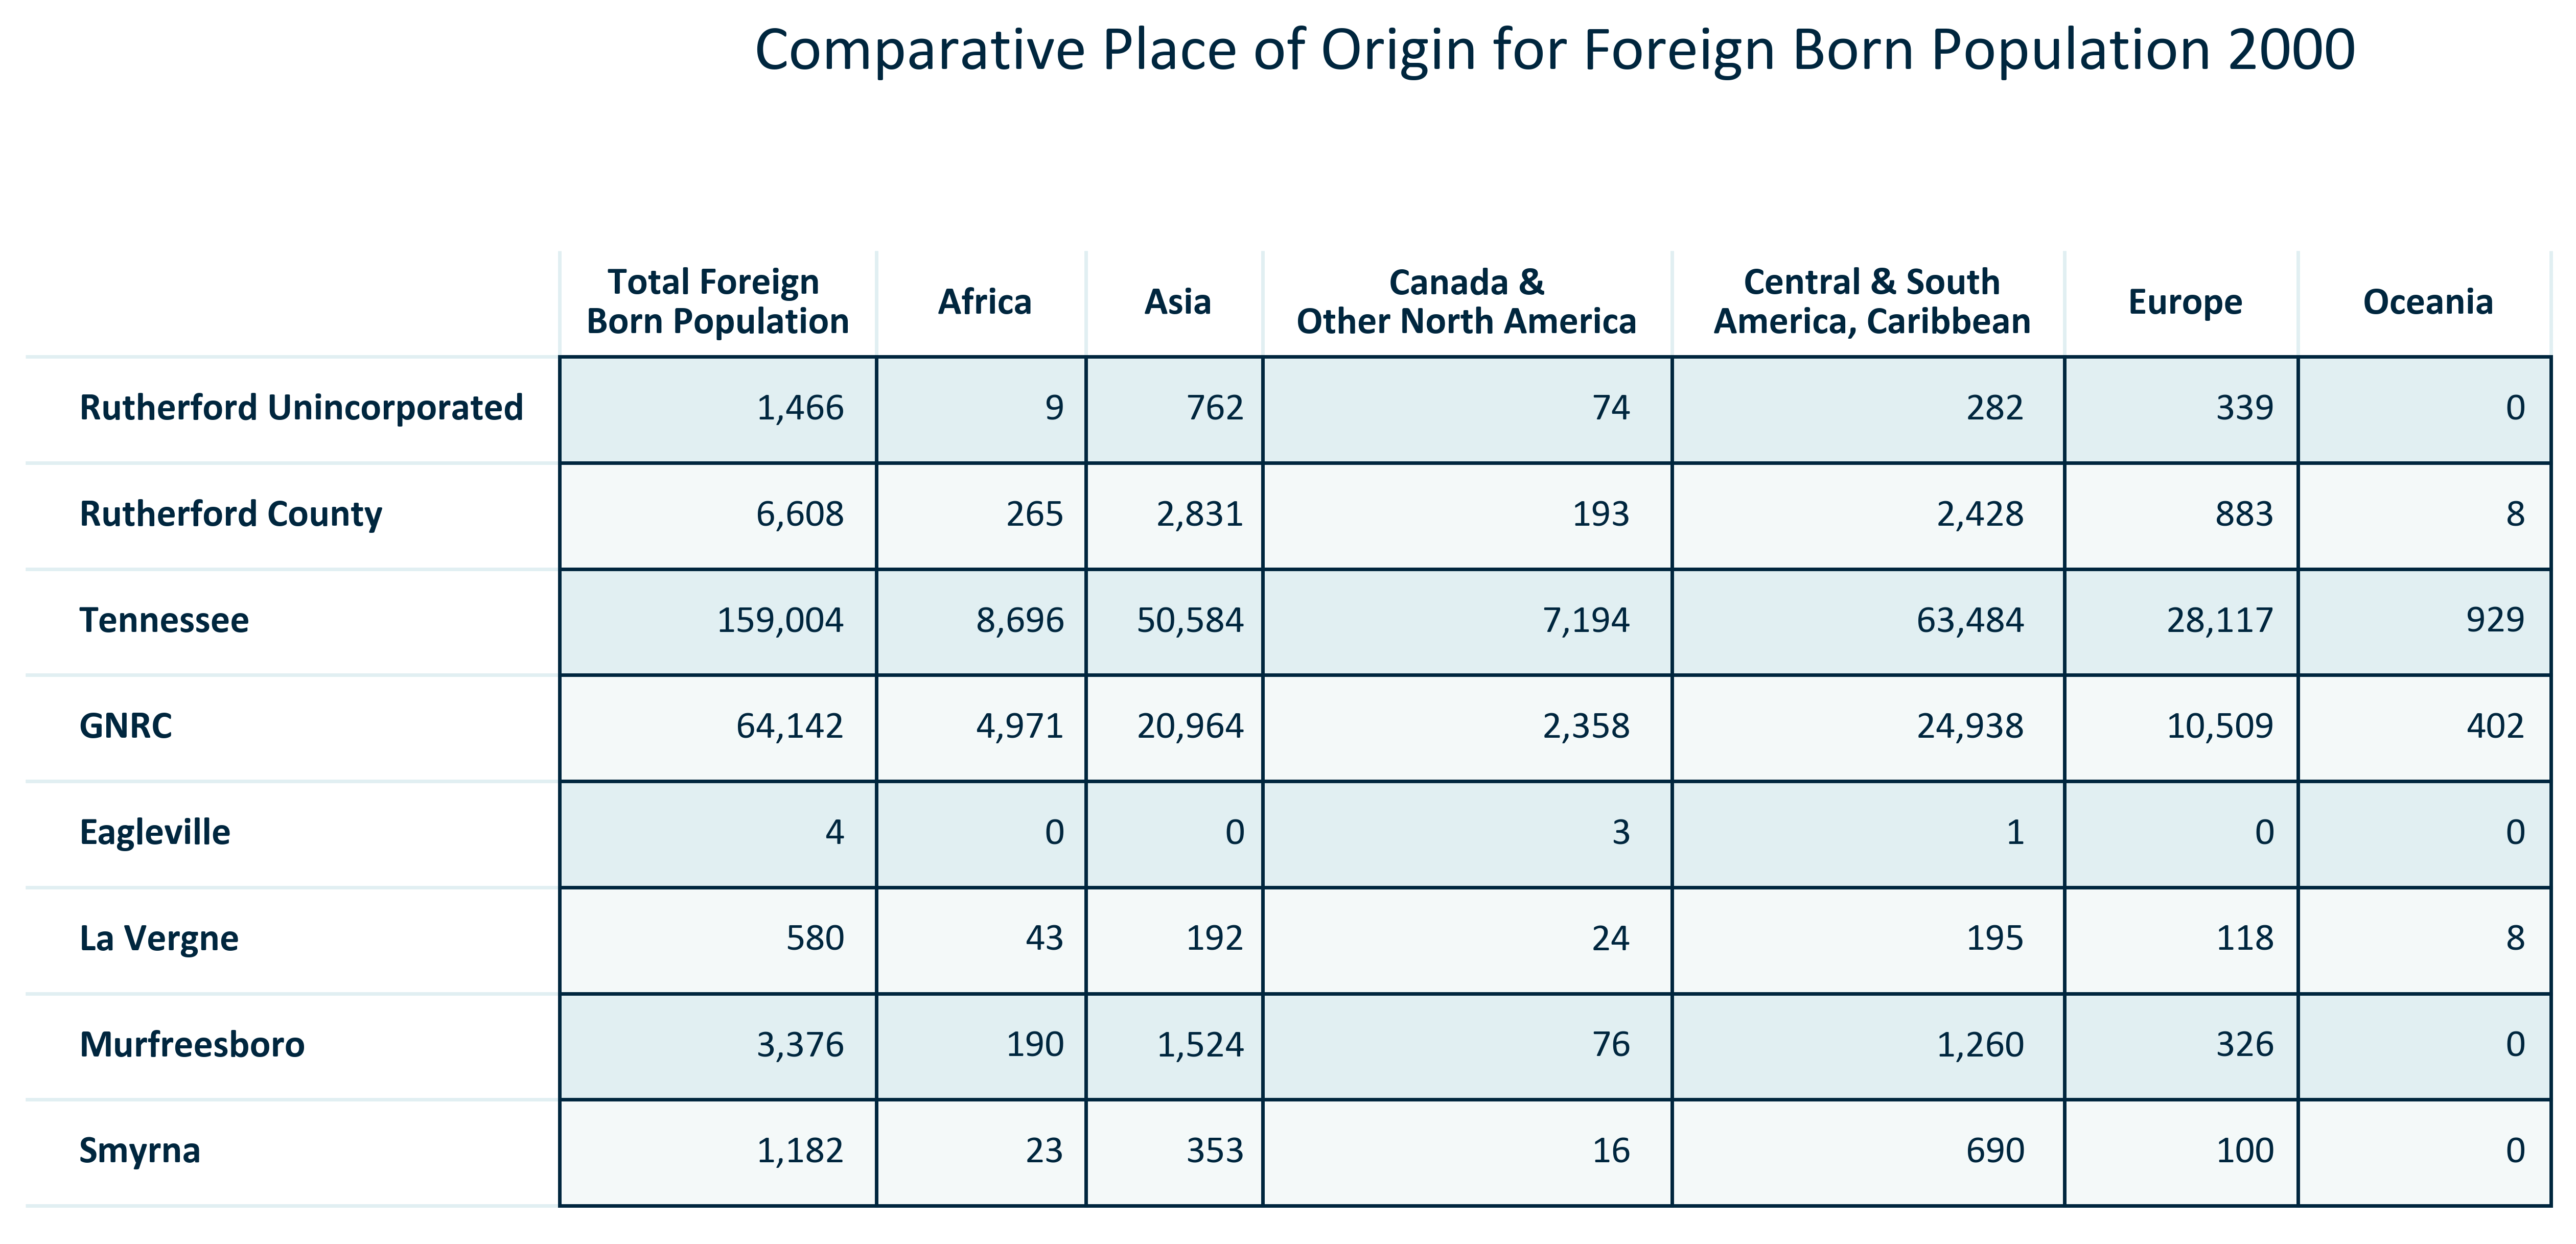 Comparative Place of Origin for Foreign Born Population 2000
Total Foreign Born Population Africa Asia Canada & Other North America Central & South America, Caribbean Europe Oceania
Rutherford Unincorporated 1,466 9 762 74 282 339 0
Rutherford County 6,608 265 2,831 193 2,428 883 8
Tennessee 159,004 8,696 50,584 7,194 63,484 28,117 929
GNRC 64,142 4,971 20,964 2,358 24,938 10,509 402
Eagleville 4 0 0 3 1 0 0
La Vergne 580 43 192 24 195 118 8
Murfreesboro 3,376 190 1,524 76 1,260 326 0
Smyrna 1,182 23 353 16 690 100 0